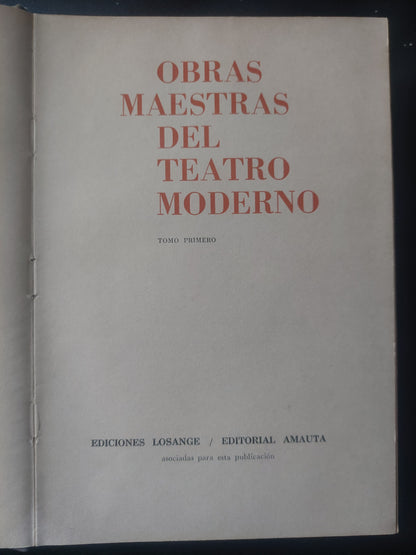 OBRAS
MAESTRAS
DEL
TEATRO
MODERNO
TOMO PRIMERO
EDICIONES LOSANGE / EDITORIAL AMAUTA
asociadas para esta publicación